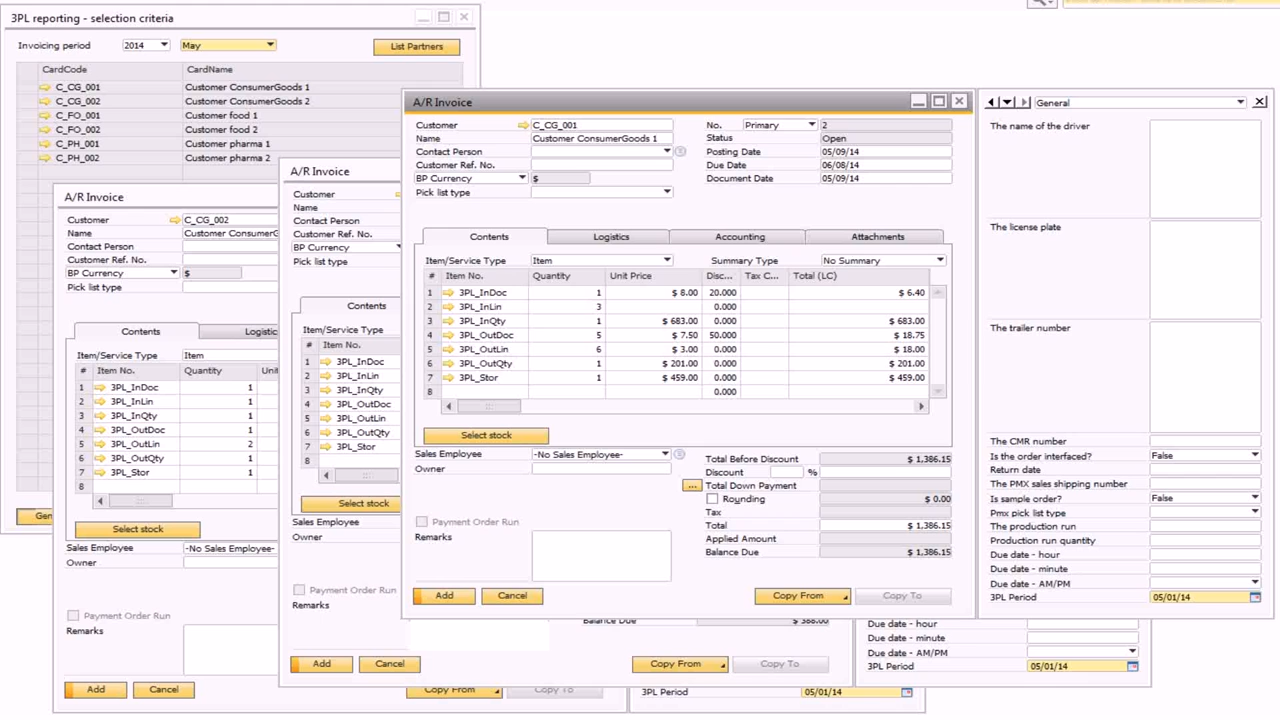 3PL reporting - selection criteria
Invoicing period 2014 May List Partners
CardCode CardName
C_CG_001 Customer ConsumerGoods 1
C_CG_002 Customer ConsumerGoods 2
C_FO_001 Customer food 1
C_FO_002 Customer food 2
C_PH_001 Customer pharma 1
C_PH_002 Customer pharma 2
A/R Invoice
Customer C_CG_002
Name Customer ConsumerG
Contact Person
Customer Ref. No.
BP Currency $
Pick list type
Contents Logistic
Item/Service Type Item
# Item No. Quantity Uni
1 3PL_InDoc 1
2 3PL_InLin 1
3 3PL_InQty 1
4 3PL_OutDoc 1
5 3PL_OutLin 2
6 3PL_OutQty 1
7 3PL_Stor 1
8
Select stock
Sales Employee -No Sales Employee-
Owner
Payment Order Run
Remarks
Add Cancel Copy From Copy To
3PL Period 05/01/14
Gen
A/R Invoice
Customer
Name
Contact Person
Customer Ref. No.
BP Currency
Pick list type
Contents
Item/Service Type
# Item No.
1 3PL_InDoc
2 3PL_InLin
3 3PL_InQty
4 3PL_OutDoc
5 3PL_OutLin
6 3PL_OutQty
7 3PL_Stor
8
Select stock
Sales Employee
Owner
Payment Order Run
Remarks
Balance Due
Add Cancel Copy From Copy To
Due date - hour
Due date - minute
Due date - AM/PM
3PL Period 05/01/14
A/R Invoice
Customer C_CG_001
Name Customer ConsumerGoods 1
Contact Person
Customer Ref. No.
BP Currency $
Pick list type
No. Primary 2
Status Open
Posting Date 05/09/14
Due Date 06/08/14
Document Date 05/09/14
Contents Logistics Accounting Attachments
Item/Service Type Item Summary Type No Summary
# Item No. Quantity Unit Price Disc... Tax C... Total (LC)
1 3PL_InDoc 1 $ 8.00 20.000 $ 6.40
2 3PL_InLin 3 0.000
3 3PL_InQty 1 $ 683.00 0.000 $ 683.00
4 3PL_OutDoc 5 $ 7.50 50.000 $ 18.75
5 3PL_OutLin 6 $ 3.00 0.000 $ 18.00
6 3PL_OutQty 1 $ 201.00 0.000 $ 201.00
7 3PL_Stor 1 $ 459.00 0.000 $ 459.00
8 0.000
Select stock
Sales Employee -No Sales Employee-
Owner
Payment Order Run
Remarks
Total Before Discount $ 1,386.15
Discount %
... Total Down Payment
Rounding $ 0.00
Tax
Total $ 1,386.15
Applied Amount
Balance Due $ 1,386.15
Add Cancel Copy From Copy To
General
The name of the driver
The license plate
The trailer number
The CMR number
Is the order interfaced? False
Return date
The PMX sales shipping number
Is sample order? False
Pmx pick list type
The production run
Production run quantity
Due date - hour
Due date - minute
Due date - AM/PM
3PL Period 05/01/14